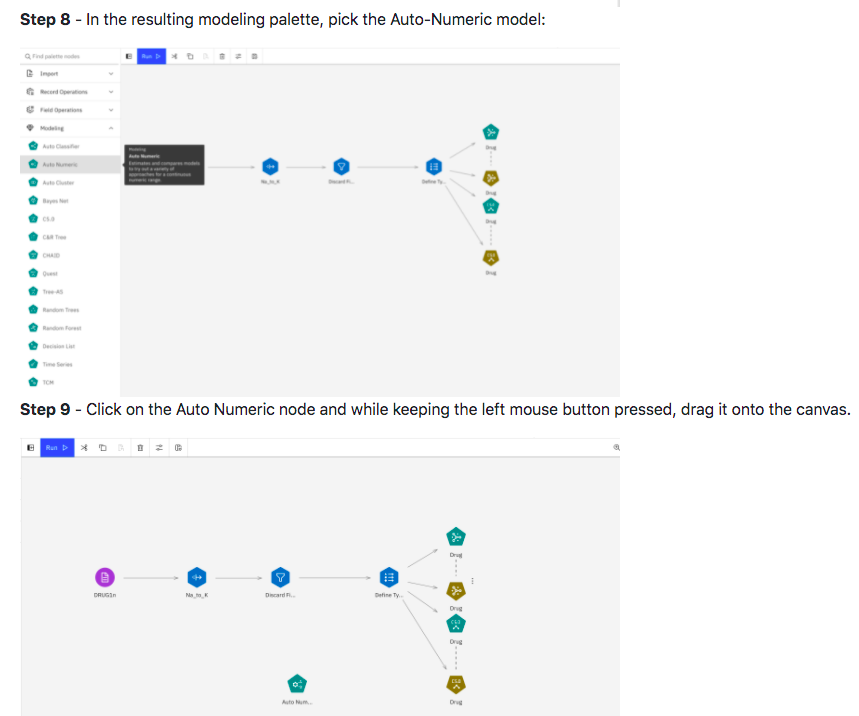 Step 8 - In the resulting modeling palette, pick the Auto-Numeric model:
Find palette nodes
Run
Import
Record Operations
Field Operations
Modeling
Auto Classifier
Auto Numeric
Auto Cluster
Bayes Net
C5.0
C&R Tree
CHAID
Quest
Tree-AS
Random Trees
Random Forest
Decision List
Time Series
TCM
Modeling
Auto Numeric
Estimates and compares models
to try out a variety of
approaches for a continuous
numeric range.
Na_to_K
Discard Fi...
Define Ty...
Drug
Drug
Drug
Drug
Step 9 - Click on the Auto Numeric node and while keeping the left mouse button pressed, drag it onto the canvas.
Run
DRUG1n
Na_to_K
Discard Fi...
Define Ty...
Drug
Drug
C5.0
Drug
C5.0
Drug
Auto Num...